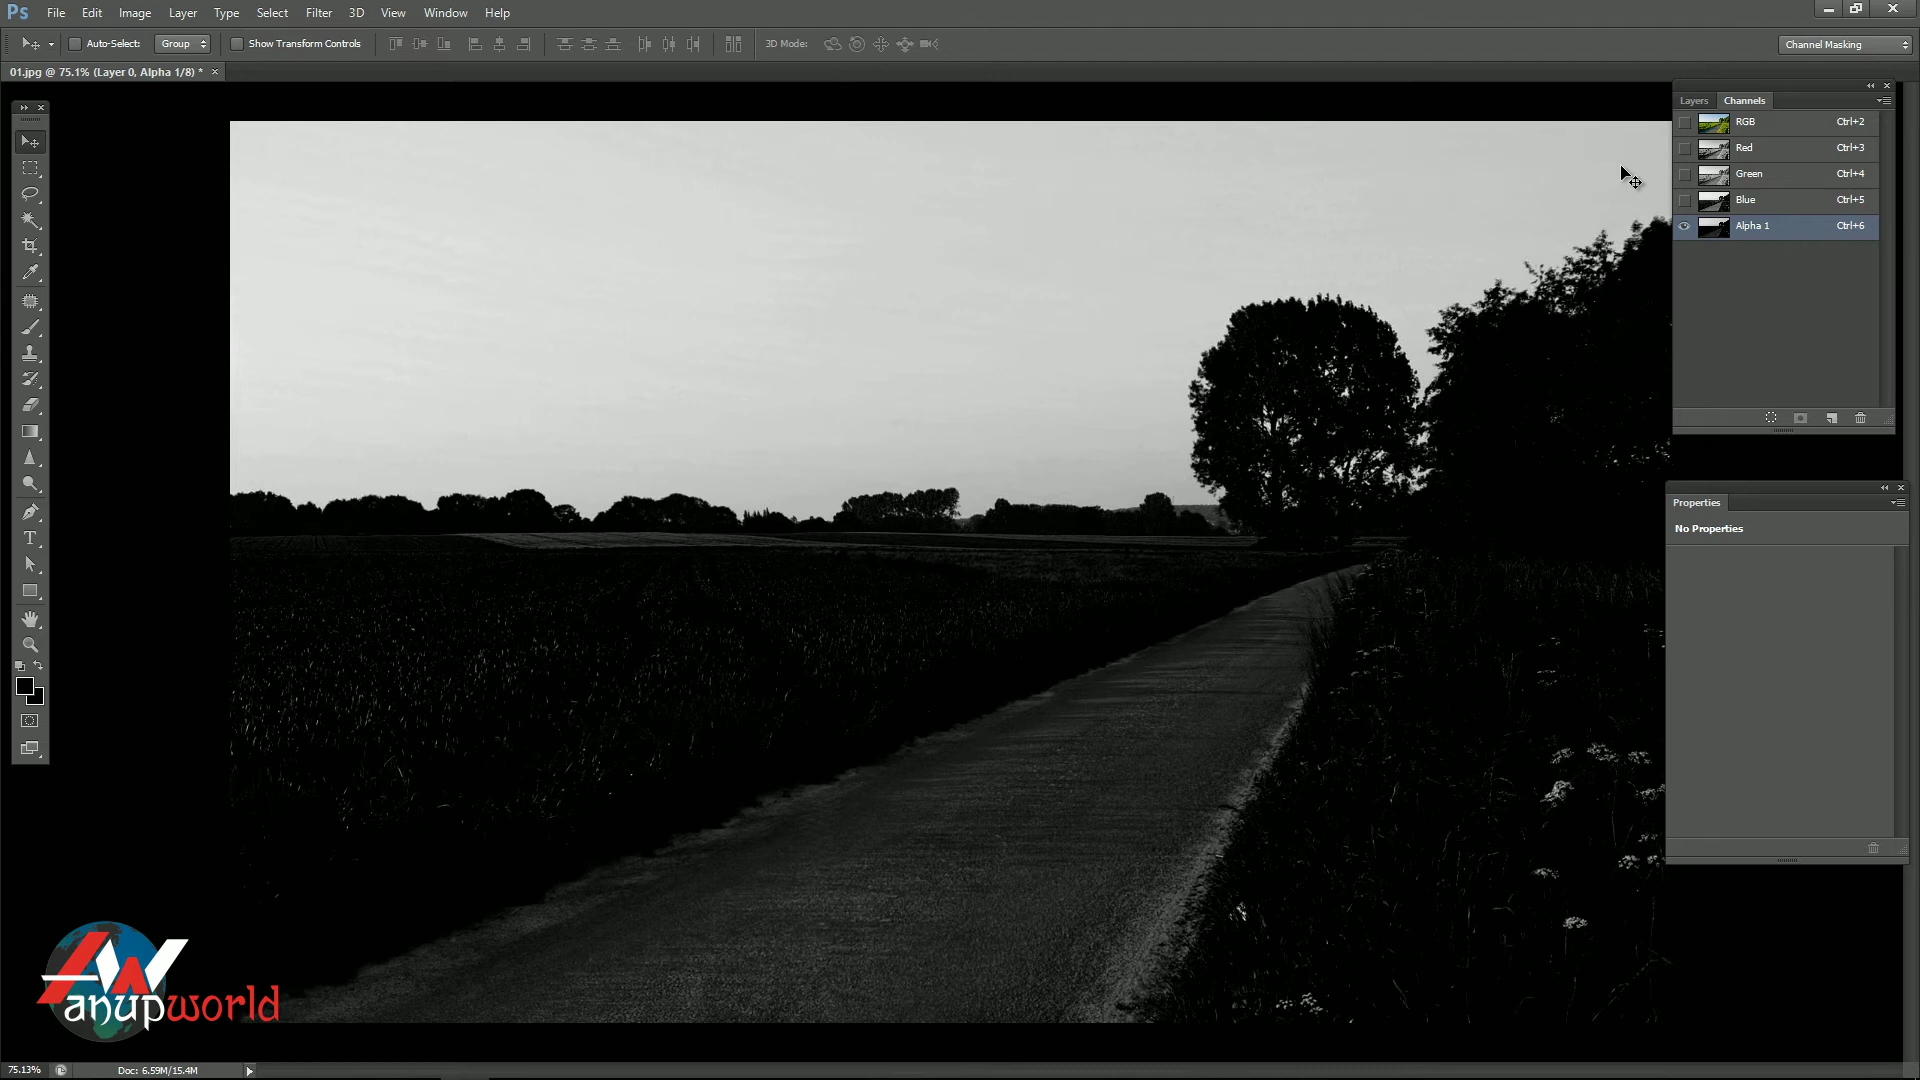 Ps File Edit Image Layer Type Select Filter 3D View Window Help
Auto-Select: Group Show Transform Controls 3D Mode: Channel Masking
01.jpg @ 75.1% (Layer 0, Alpha 1/8) *
Layers Channels
RGB Ctrl+2
Red Ctrl+3
Green Ctrl+4
Blue Ctrl+5
Alpha 1 Ctrl+6
Properties
No Properties
T
AW
anupworld
75.13% Doc: 6.59M/15.4M